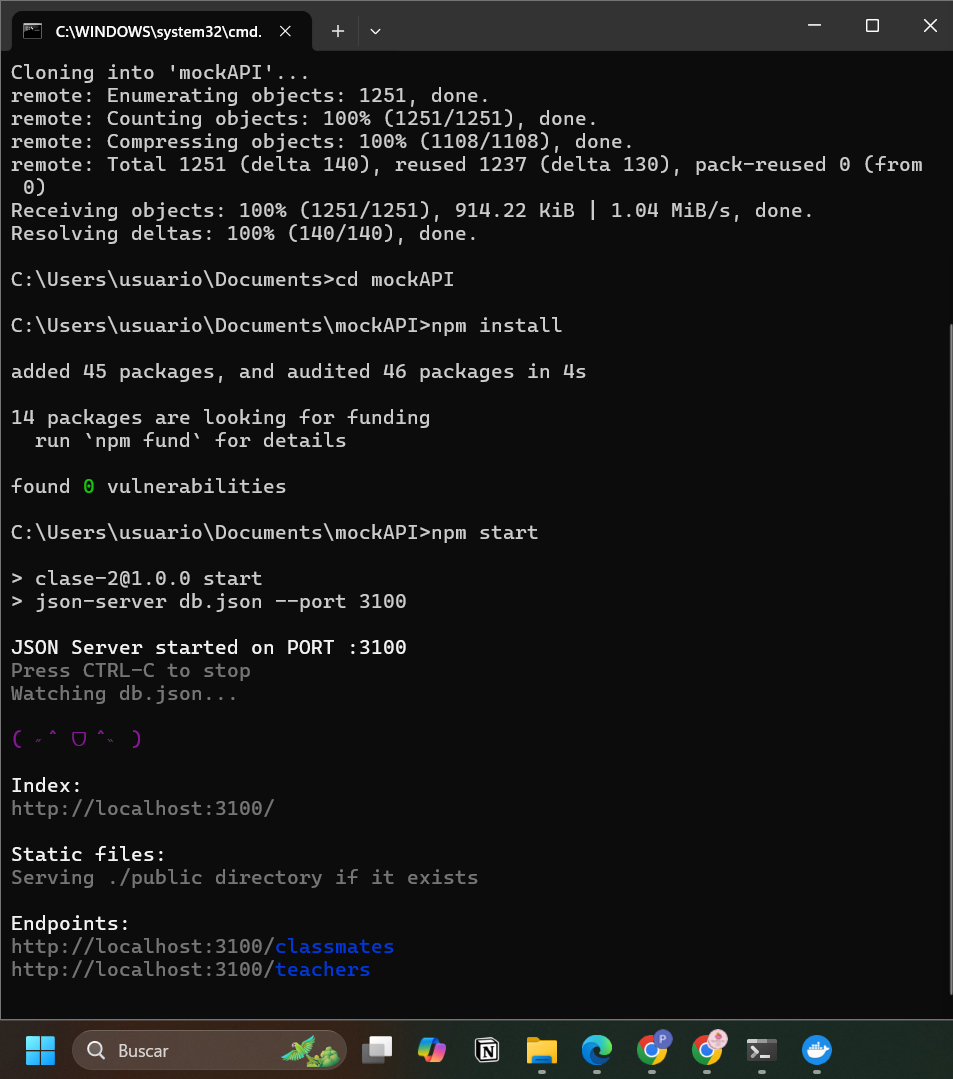 C:\WINDOWS\system32\cmd.
Cloning into 'mockAPI'...
remote: Enumerating objects: 1251, done.
remote: Counting objects: 100% (1251/1251), done.
remote: Compressing objects: 100% (1108/1108), done.
remote: Total 1251 (delta 140), reused 1237 (delta 130), pack-reused 0 (from
 0)
Receiving objects: 100% (1251/1251), 914.22 KiB | 1.04 MiB/s, done.
Resolving deltas: 100% (140/140), done.
C:\Users\usuario\Documents>cd mockAPI
C:\Users\usuario\Documents\mockAPI>npm install
added 45 packages, and audited 46 packages in 4s
14 packages are looking for funding
  run `npm fund` for details
found 0 vulnerabilities
C:\Users\usuario\Documents\mockAPI>npm start
> clase-2@1.0.0 start
> json-server db.json --port 3100
JSON Server started on PORT :3100
Press CTRL-C to stop
Watching db.json...
( ˶ˆ ᗜ ˆ˵ )
Index:
http://localhost:3100/
Static files:
Serving ./public directory if it exists
Endpoints:
http://localhost:3100/classmates
http://localhost:3100/teachers
Buscar
P